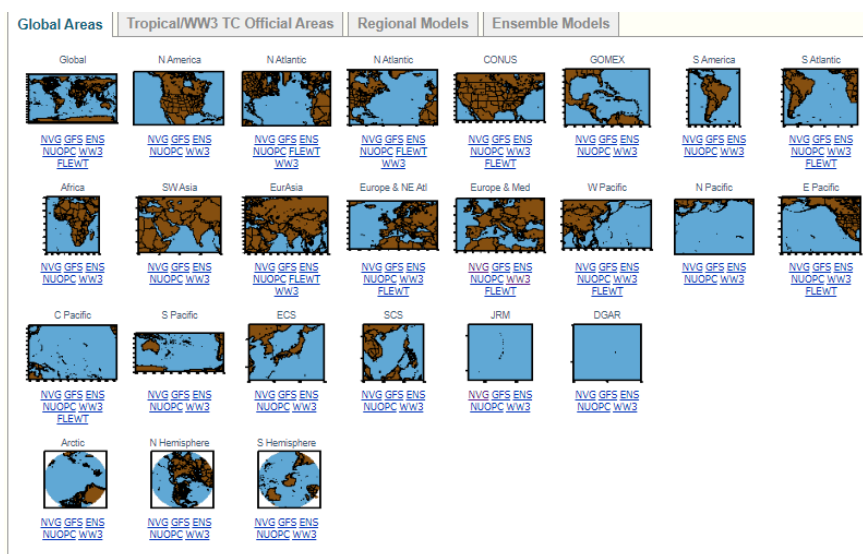 Global Areas Tropical/WW3 TC Official Areas Regional Models Ensemble Models
Global N America N Atlantic N Atlantic CONUS GOMEX S America S Atlantic
NVG GFS ENS NVG GFS ENS NVG GFS ENS NVG GFS ENS NVG GFS ENS NVG GFS ENS NVG GFS ENS NVG GFS ENS
NUOPC WW3 NUOPC WW3 NUOPC FLEWT NUOPC FLEWT NUOPC WW3 NUOPC WW3 NUOPC WW3 NUOPC WW3
FLEWT WW3 WW3 FLEWT FLEWT
Africa SW Asia EurAsia Europe & NE Atl Europe & Med W Pacific N Pacific E Pacific
NVG GFS ENS NVG GFS ENS NVG GFS ENS NVG GFS ENS NVG GFS ENS NVG GFS ENS NVG GFS ENS NVG GFS ENS
NUOPC WW3 NUOPC WW3 NUOPC FLEWT NUOPC WW3 NUOPC WW3 NUOPC WW3 NUOPC WW3 NUOPC WW3
WW3 FLEWT FLEWT FLEWT FLEWT
C Pacific S Pacific ECS SCS JRM DGAR
NVG GFS ENS NVG GFS ENS NVG GFS ENS NVG GFS ENS NVG GFS ENS NVG GFS ENS
NUOPC WW3 NUOPC WW3 NUOPC WW3 NUOPC WW3 NUOPC WW3 NUOPC WW3
FLEWT
Arctic N Hemisphere S Hemisphere
NVG GFS ENS NVG GFS ENS NVG GFS ENS
NUOPC WW3 NUOPC WW3 NUOPC WW3